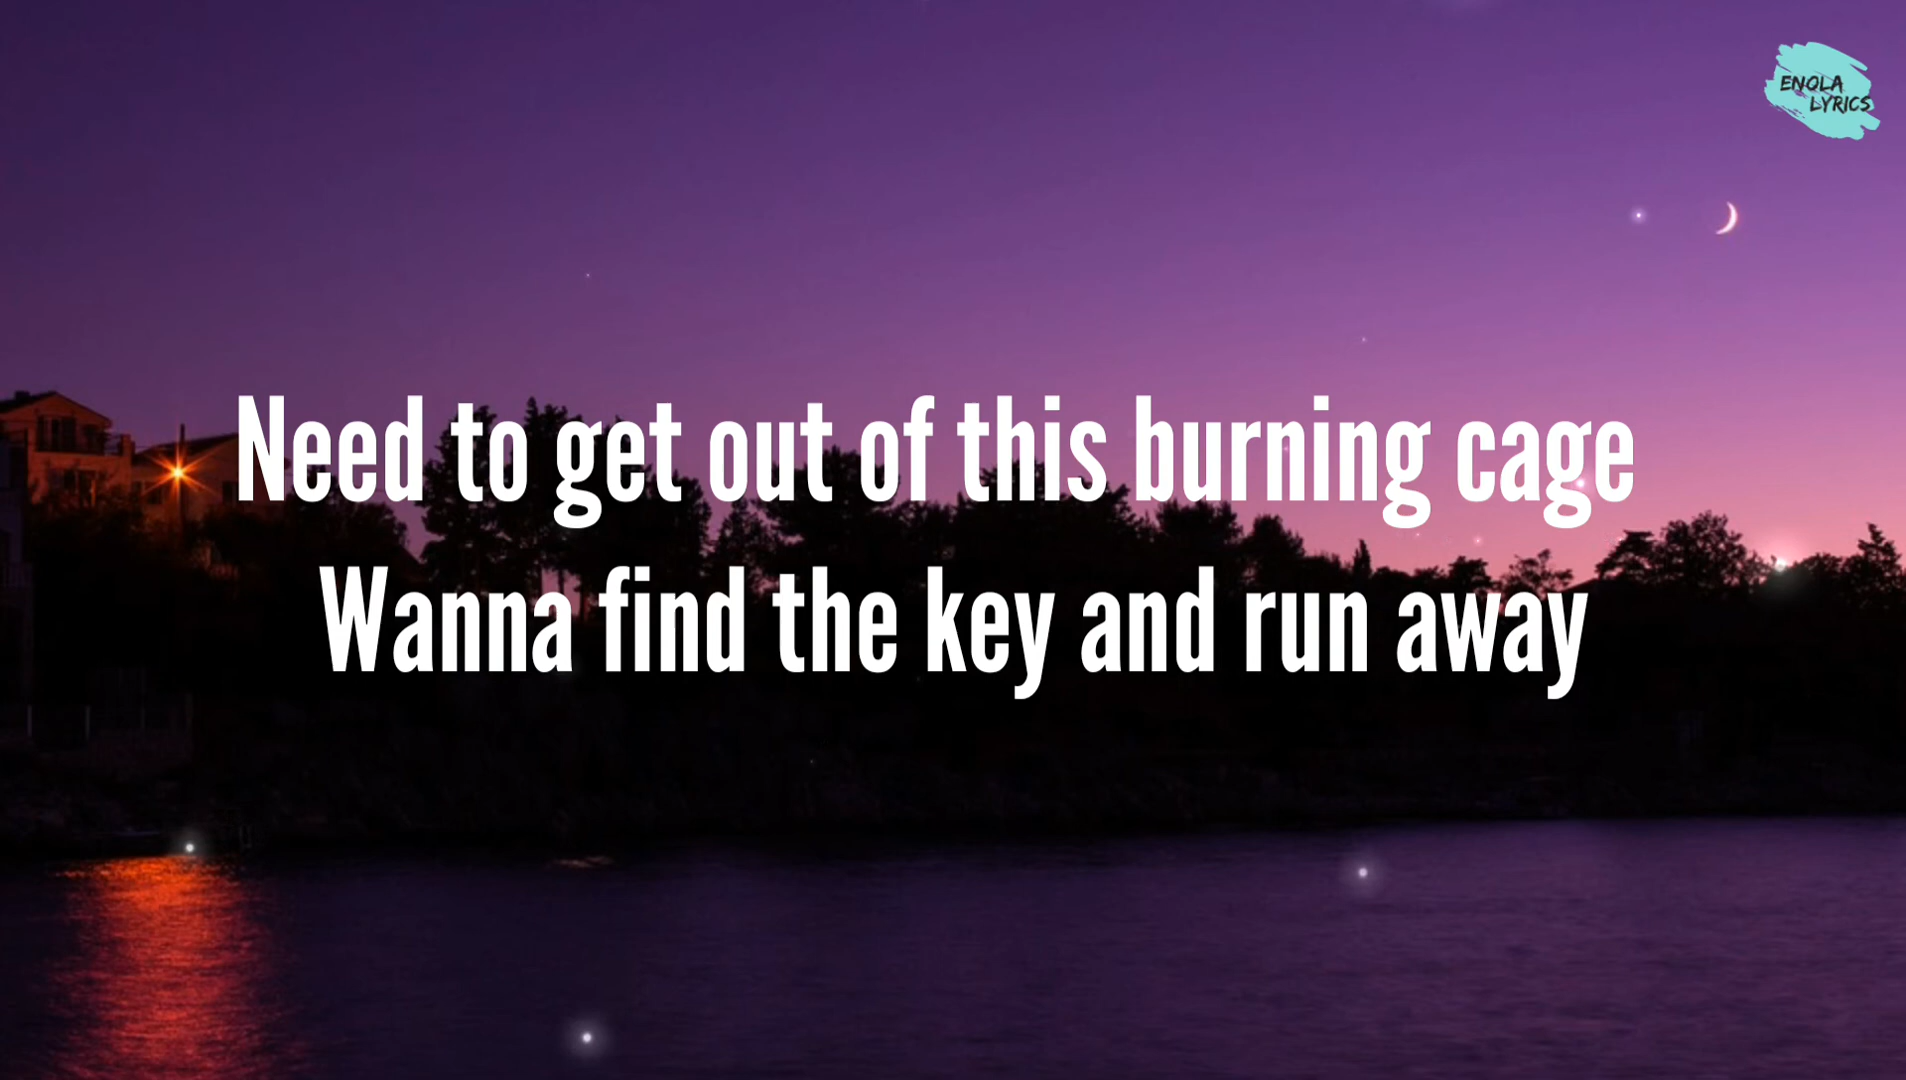 ENOLA
LYRICS
Need to get out of this burning cage
Wanna find the key and run away